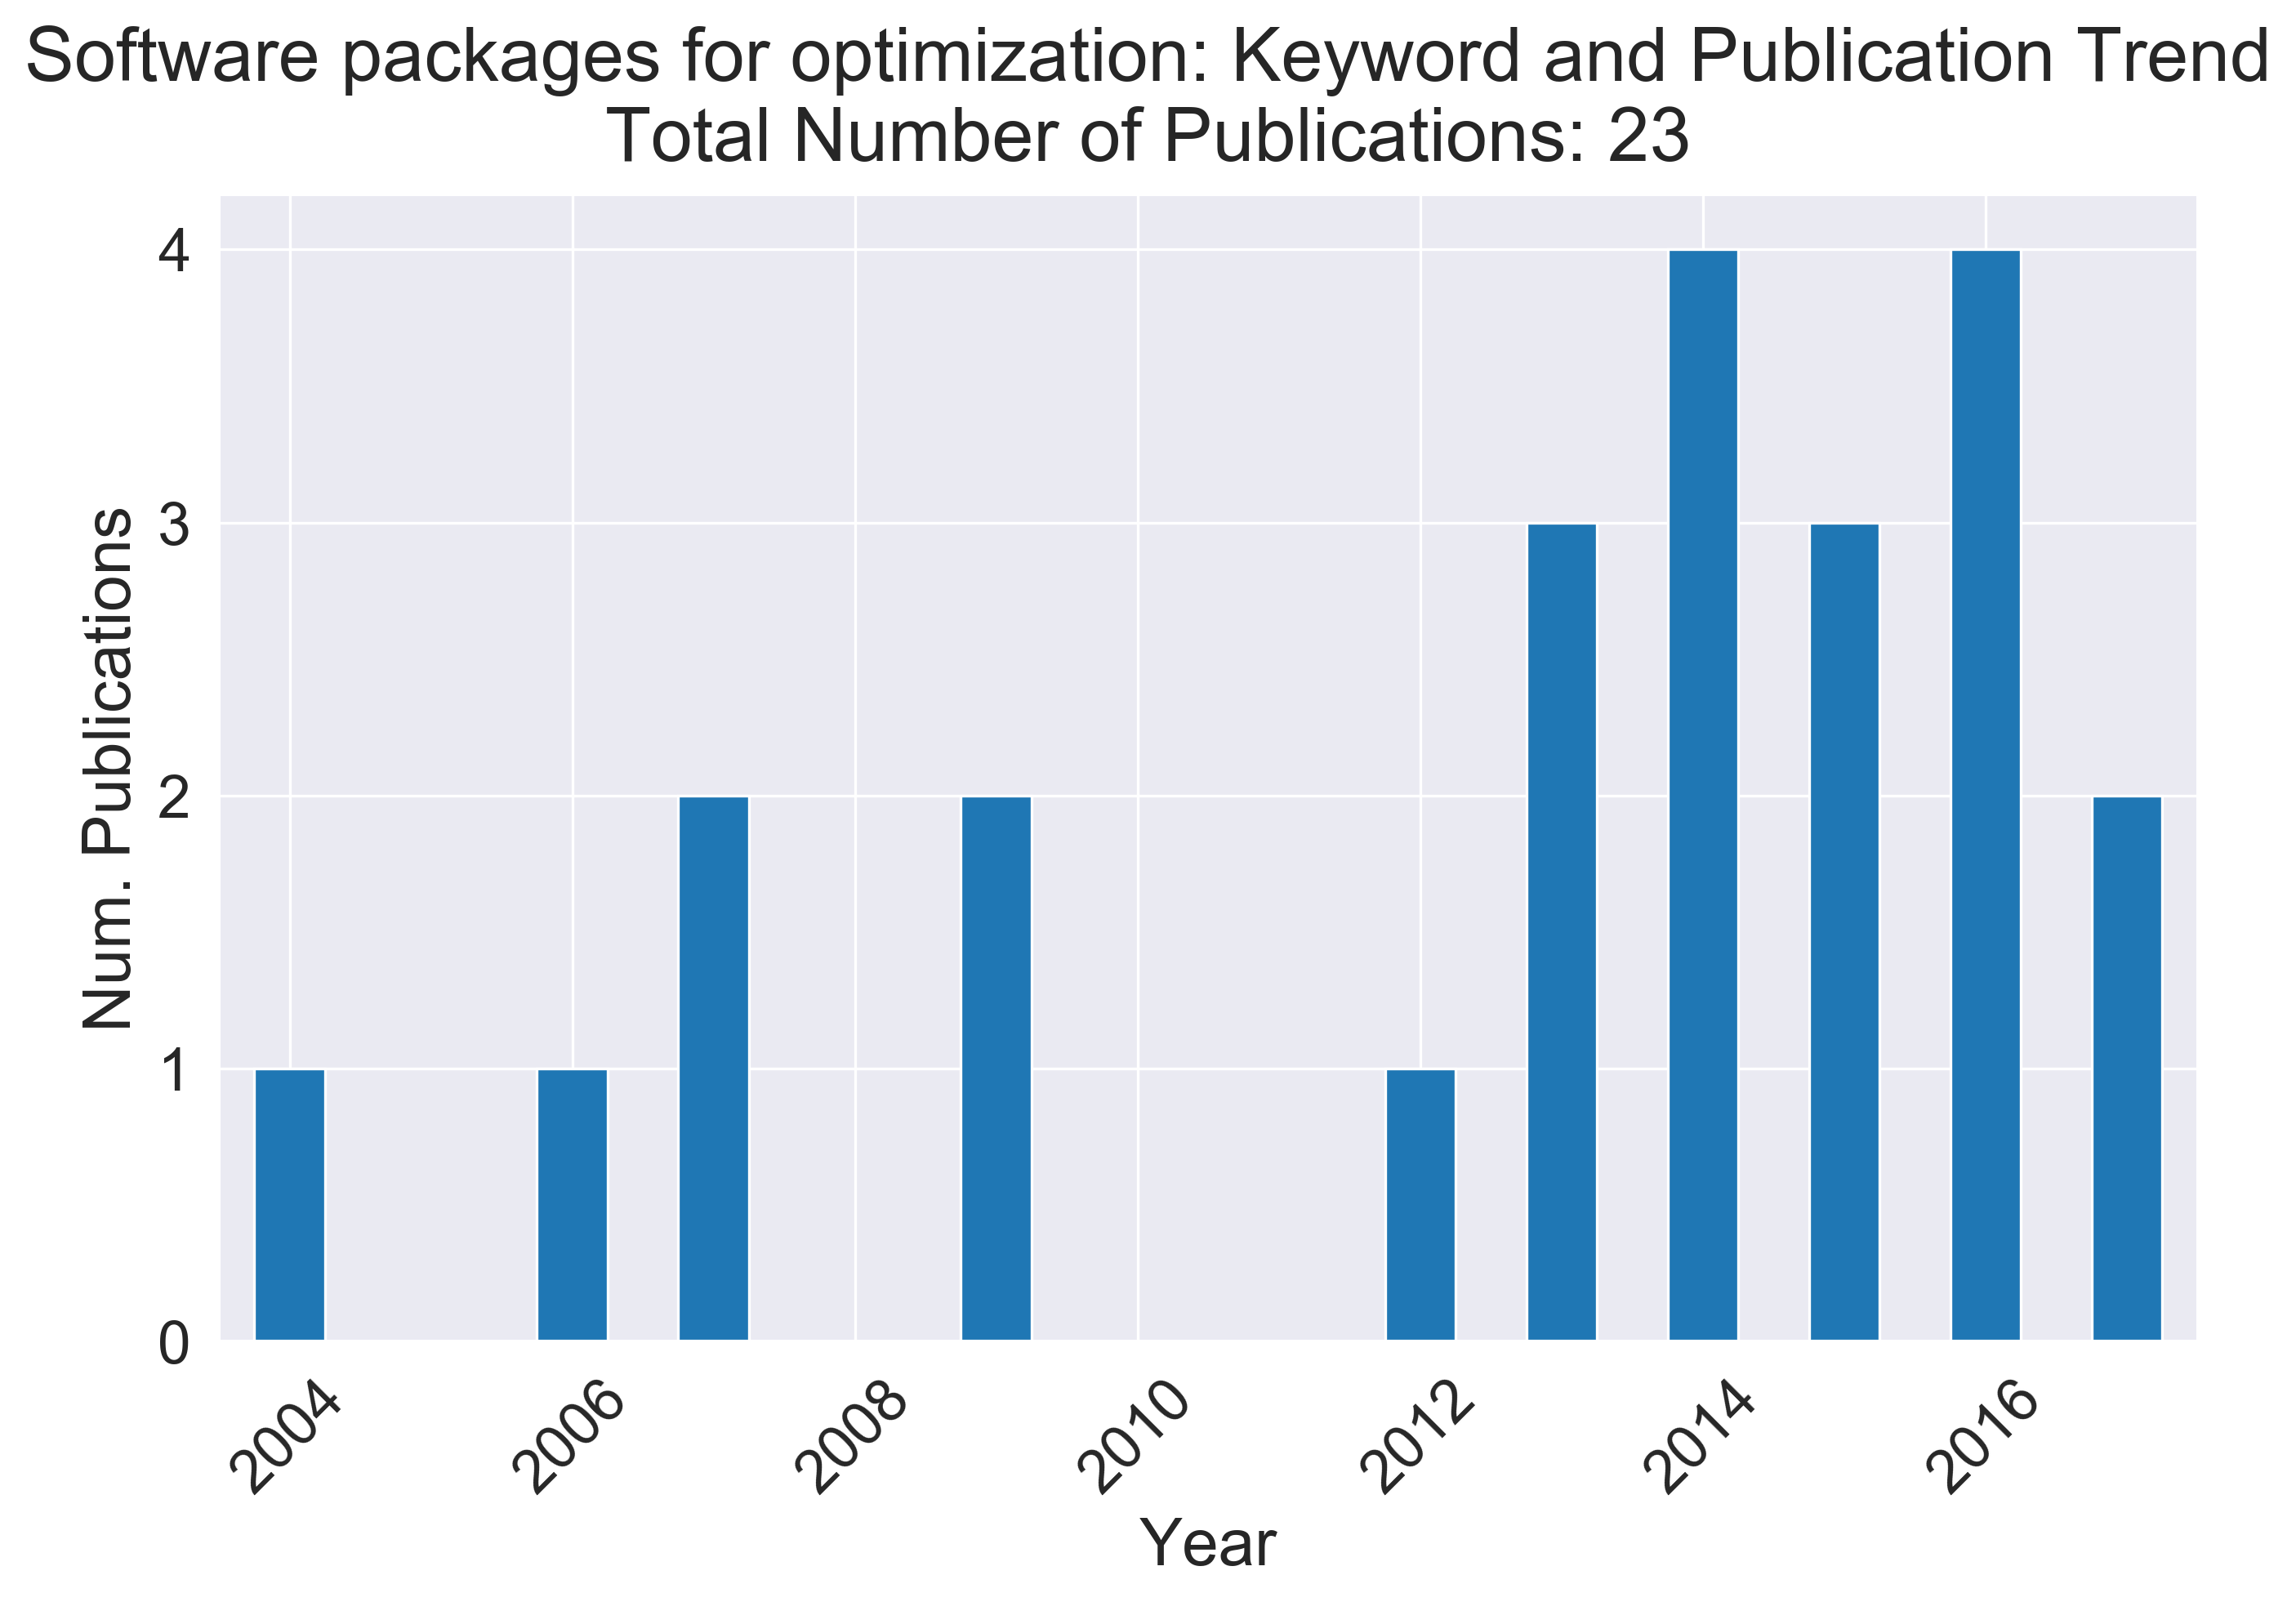 Software packages for optimization: Keyword and Publication Trend
Total Number of Publications: 23
4
3
2
1
0
Num. Publications
2004 2006 2008 2010 2012 2014 2016
Year